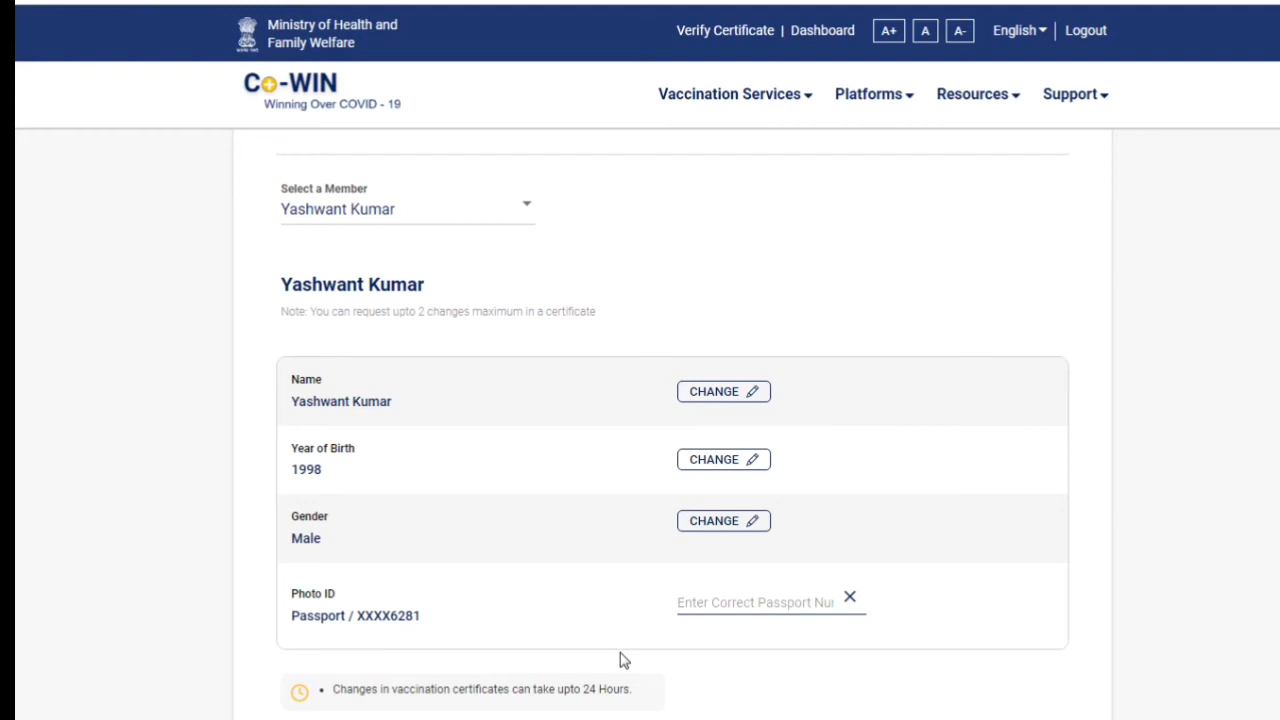 Ministry of Health and
Family Welfare
Verify Certificate | Dashboard A+ A A- English Logout
Co-WIN
Winning Over COVID - 19
Vaccination Services Platforms Resources Support
Select a Member
Yashwant Kumar
Yashwant Kumar
Note: You can request upto 2 changes maximum in a certificate
Name
Yashwant Kumar
CHANGE
Year of Birth
1998
CHANGE
Gender
Male
CHANGE
Photo ID
Passport / XXXX6281
Enter Correct Passport Nu
• Changes in vaccination certificates can take upto 24 Hours.